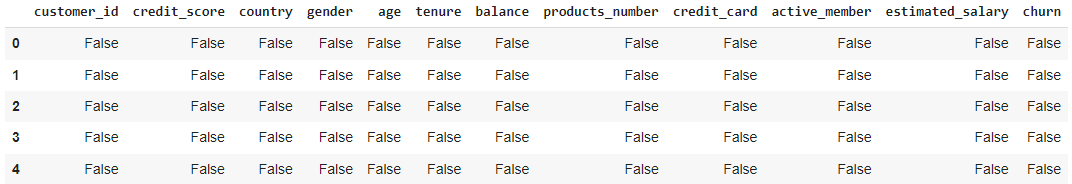 customer_id credit_score country gender age tenure balance products_number credit_card active_member estimated_salary churn
0 False False False False False False False False False False False False
1 False False False False False False False False False False False False
2 False False False False False False False False False False False False
3 False False False False False False False False False False False False
4 False False False False False False False False False False False False